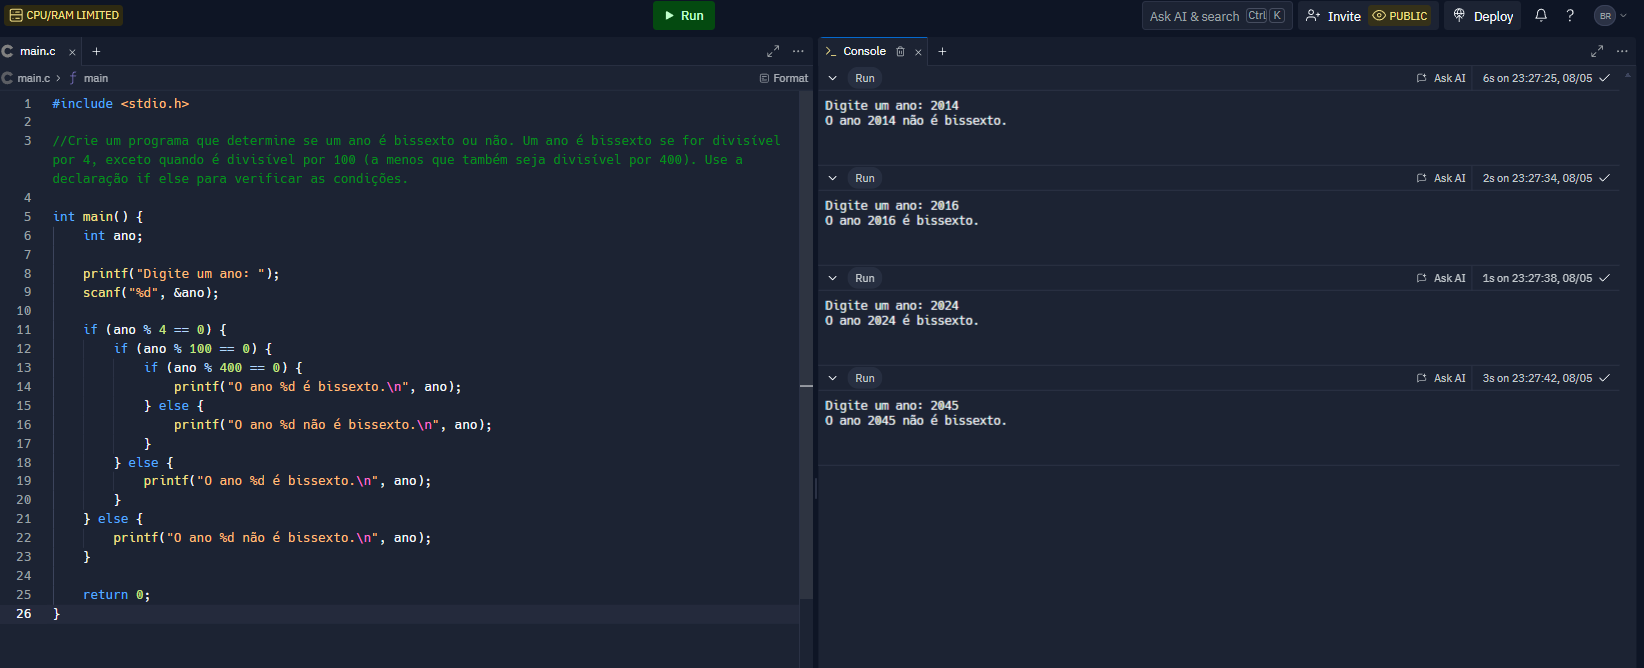 CPU/RAM LIMITED
Run
Ask AI & search Ctrl K
Invite
PUBLIC
Deploy
?
BR
main.c × +
main.c > ƒ main
Format
1 #include <stdio.h>
2
3 //Crie um programa que determine se um ano é bissexto ou não. Um ano é bissexto se for divisível
por 4, exceto quando é divisível por 100 (a menos que também seja divisível por 400). Use a
declaração if else para verificar as condições.
4
5 int main() {
6 int ano;
7
8 printf("Digite um ano: ");
9 scanf("%d", &ano);
10
11 if (ano % 4 == 0) {
12 if (ano % 100 == 0) {
13 if (ano % 400 == 0) {
14 printf("O ano %d é bissexto.\n", ano);
15 } else {
16 printf("O ano %d não é bissexto.\n", ano);
17 }
18 } else {
19 printf("O ano %d é bissexto.\n", ano);
20 }
21 } else {
22 printf("O ano %d não é bissexto.\n", ano);
23 }
24
25 return 0;
26 }
Console × +
Run Ask AI 6s on 23:27:25, 08/05
Digite um ano: 2014
O ano 2014 não é bissexto.
Run Ask AI 2s on 23:27:34, 08/05
Digite um ano: 2016
O ano 2016 é bissexto.
Run Ask AI 1s on 23:27:38, 08/05
Digite um ano: 2024
O ano 2024 é bissexto.
Run Ask AI 3s on 23:27:42, 08/05
Digite um ano: 2045
O ano 2045 não é bissexto.